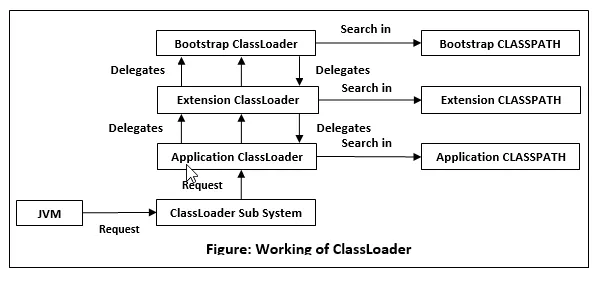 Search in
Bootstrap ClassLoader
Bootstrap CLASSPATH
Delegates
Delegates
Search in
Extension ClassLoader
Extension CLASSPATH
Delegates
Delegates
Search in
Application ClassLoader
Application CLASSPATH
Request
JVM
ClassLoader Sub System
Request
Figure: Working of ClassLoader